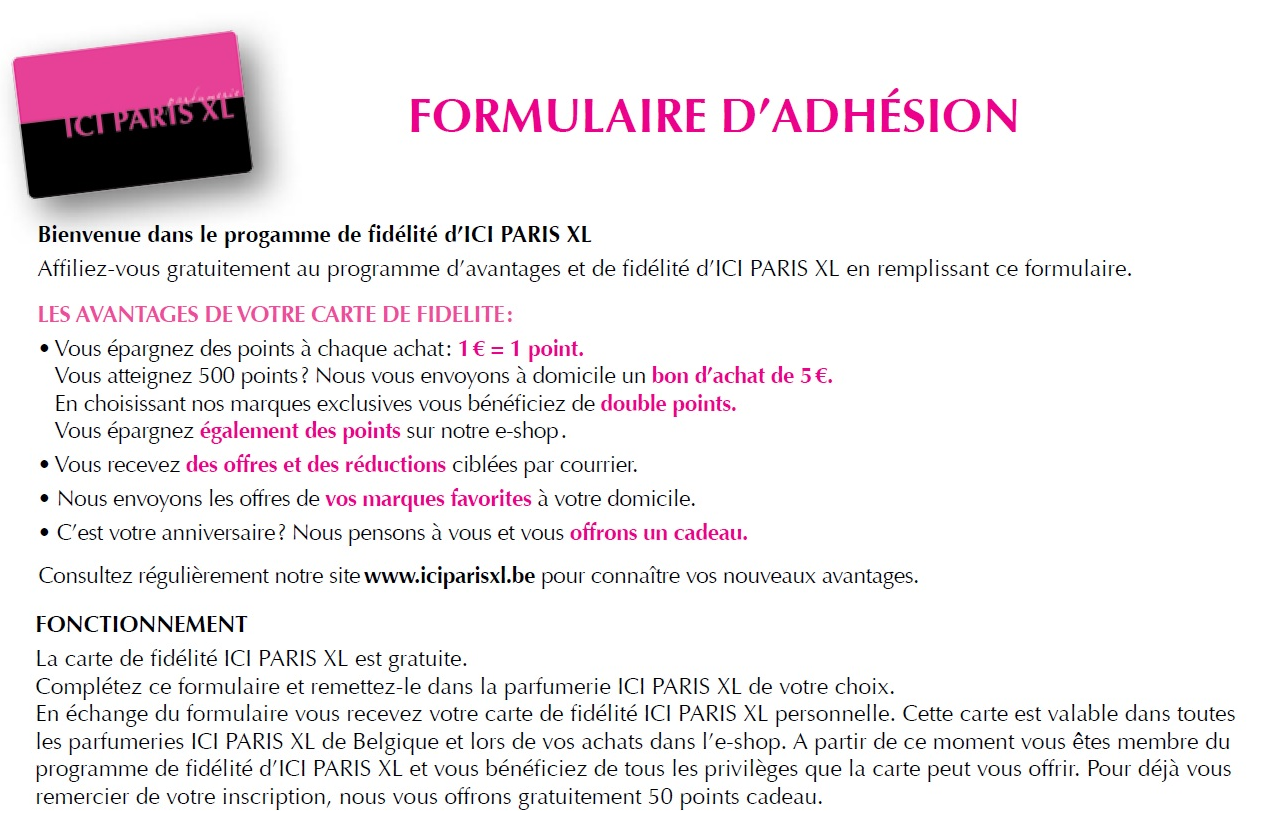 parfumerie
ICI PARIS XL
FORMULAIRE D’ADHÉSION
Bienvenue dans le progamme de fidélité d’ICI PARIS XL
Affiliez-vous gratuitement au programme d’avantages et de fidélité d’ICI PARIS XL en remplissant ce formulaire.
LES AVANTAGES DE VOTRE CARTE DE FIDELITE:
• Vous épargnez des points à chaque achat: 1 € = 1 point.
Vous atteignez 500 points? Nous vous envoyons à domicile un bon d’achat de 5 €.
En choisissant nos marques exclusives vous bénéficiez de double points.
Vous épargnez également des points sur notre e-shop.
• Vous recevez des offres et des réductions ciblées par courrier.
• Nous envoyons les offres de vos marques favorites à votre domicile.
• C’est votre anniversaire? Nous pensons à vous et vous offrons un cadeau.
Consultez régulièrement notre site www.iciparisxl.be pour connaître vos nouveaux avantages.
FONCTIONNEMENT
La carte de fidélité ICI PARIS XL est gratuite.
Complétez ce formulaire et remettez-le dans la parfumerie ICI PARIS XL de votre choix.
En échange du formulaire vous recevez votre carte de fidélité ICI PARIS XL personnelle. Cette carte est valable dans toutes
les parfumeries ICI PARIS XL de Belgique et lors de vos achats dans l’e-shop. A partir de ce moment vous êtes membre du
programme de fidélité d’ICI PARIS XL et vous bénéficiez de tous les privilèges que la carte peut vous offrir. Pour déjà vous
remercier de votre inscription, nous vous offrons gratuitement 50 points cadeau.